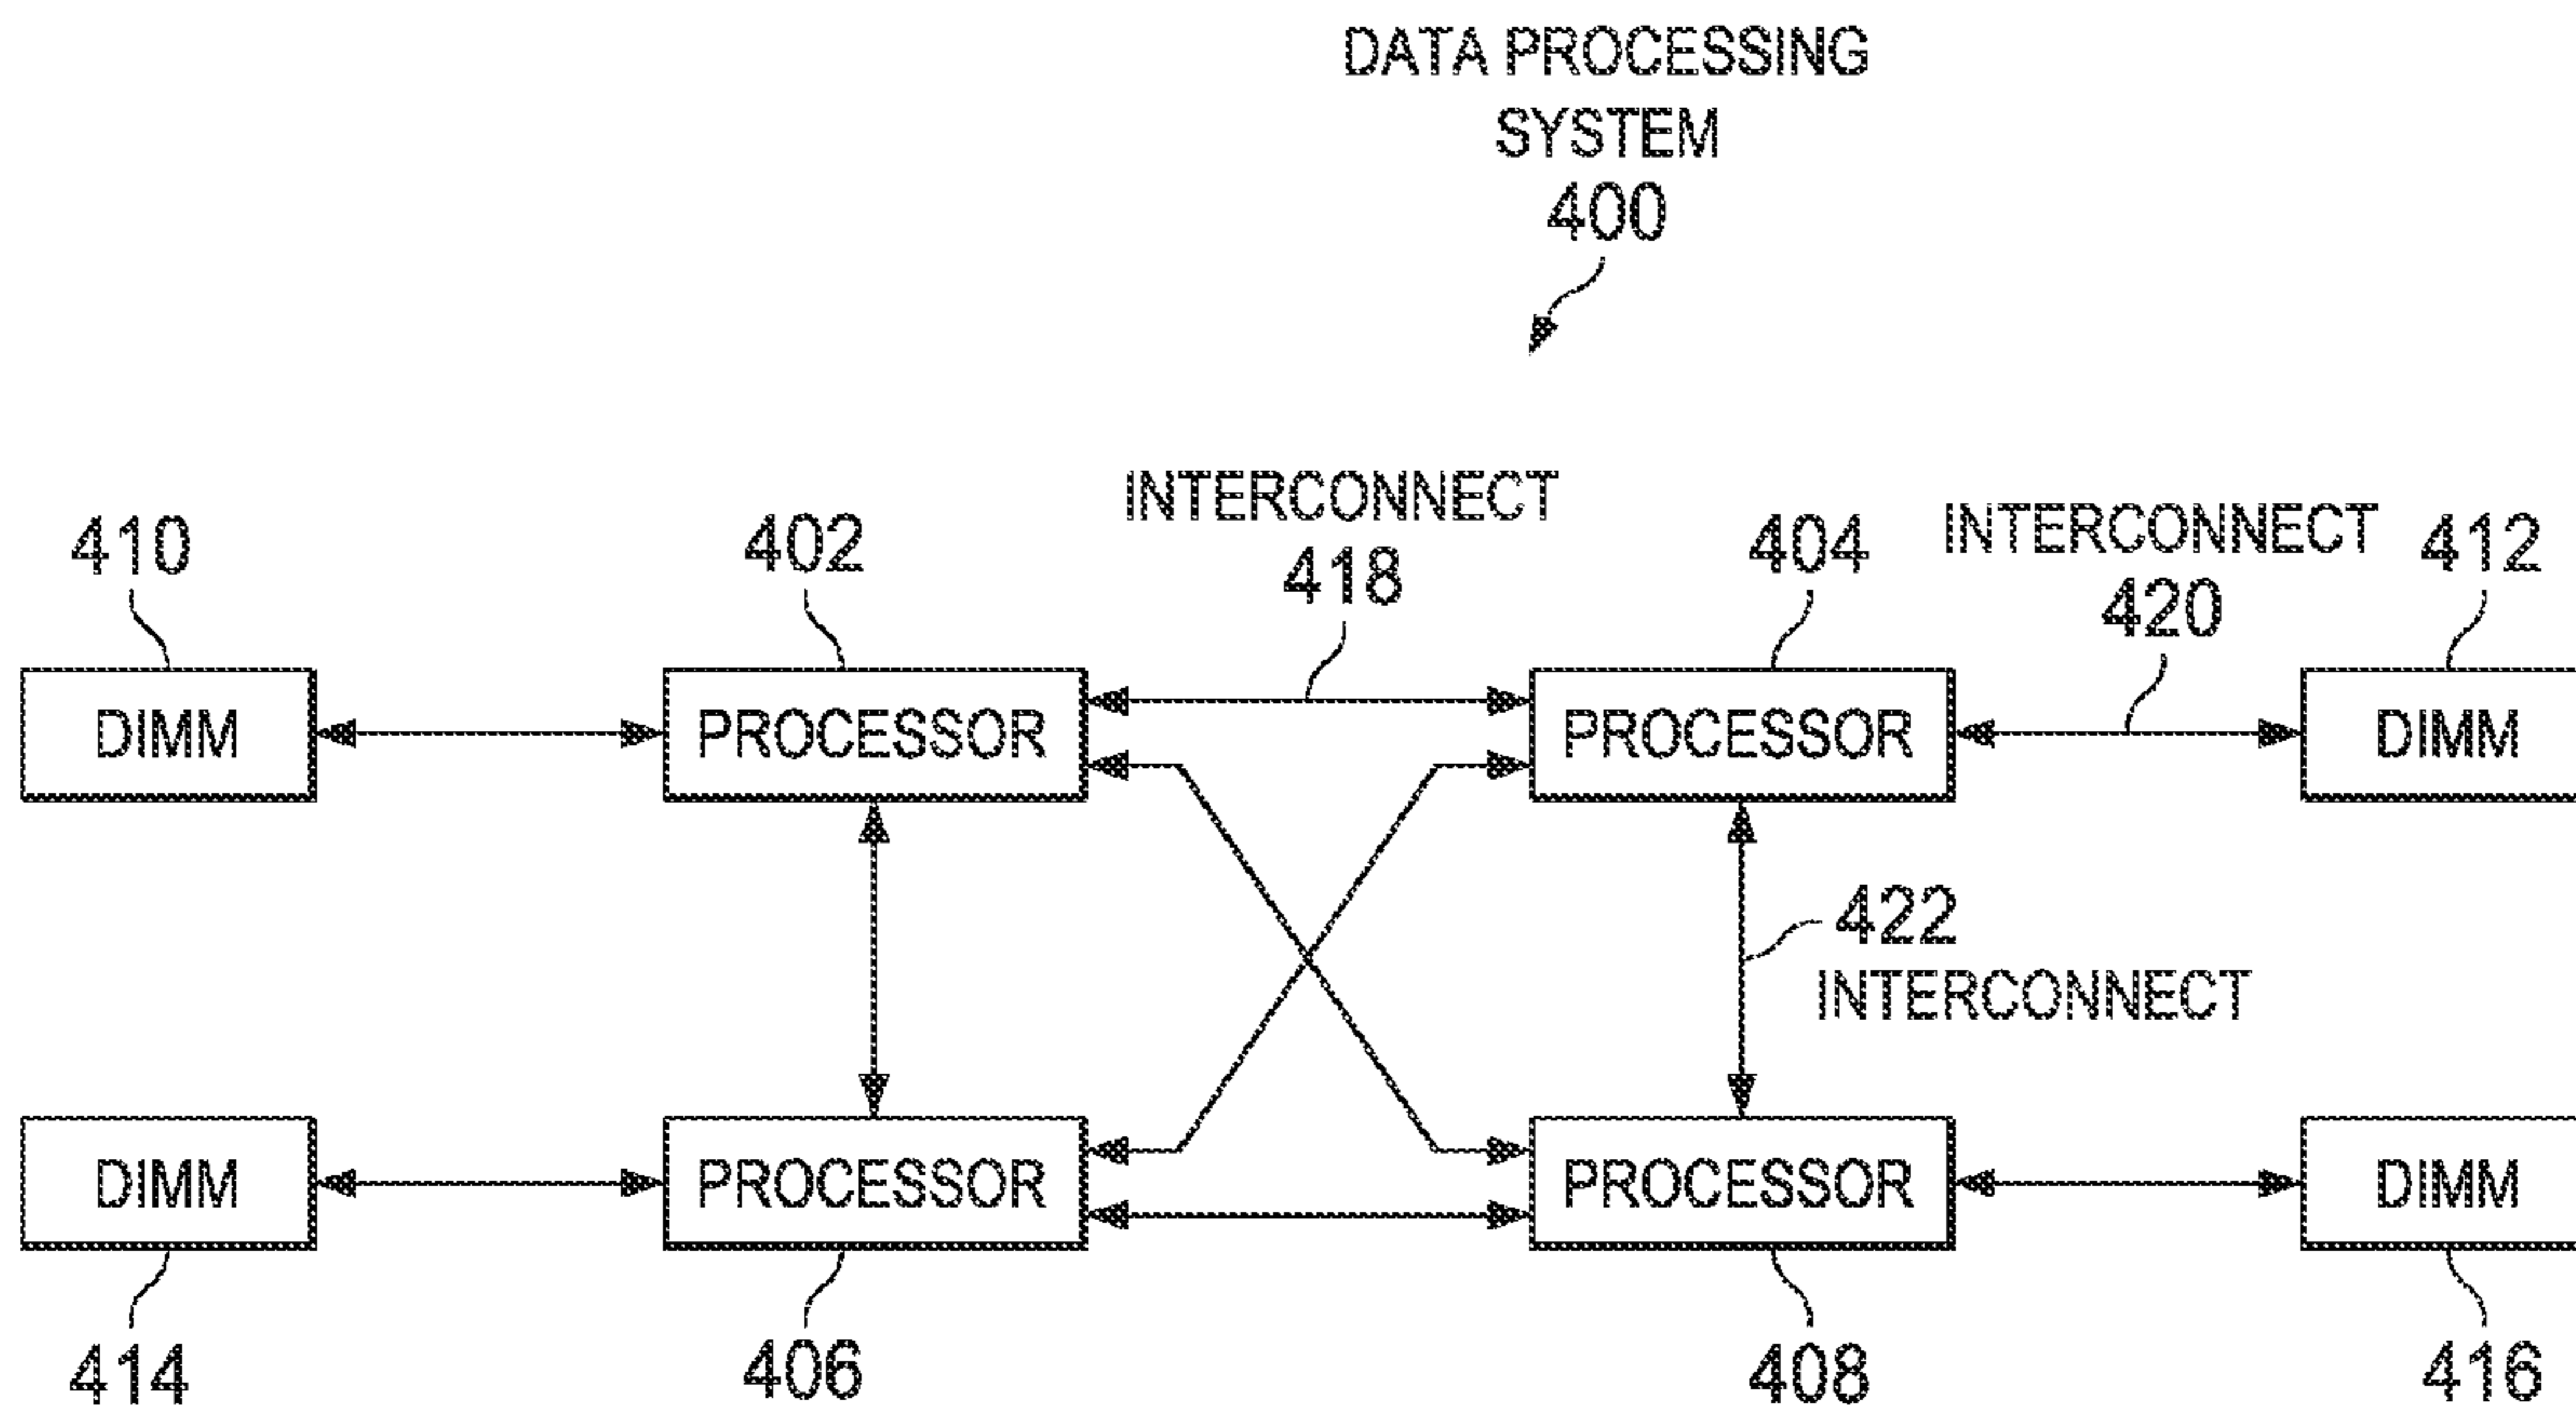 DATA PROCESSING
SYSTEM
400
410
402
INTERCONNECT
418
404
INTERCONNECT
420
412
DIMM
PROCESSOR
PROCESSOR
DIMM
422
INTERCONNECT
DIMM
PROCESSOR
PROCESSOR
DIMM
414
406
408
416